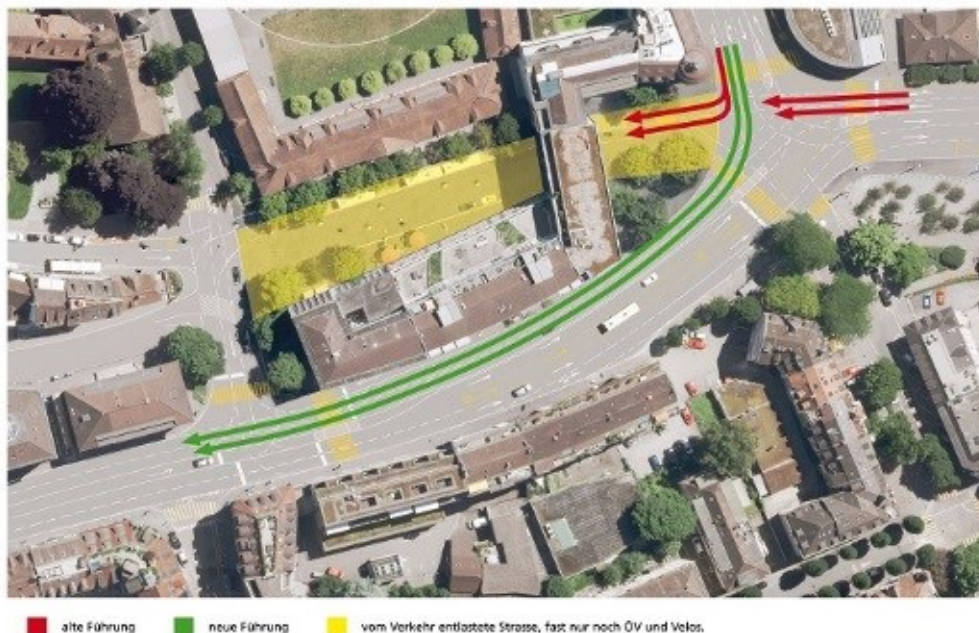 alte Führung
neue Führung
vom Verkehr entlastete Strasse, fast nur noch ÖV und Velos.